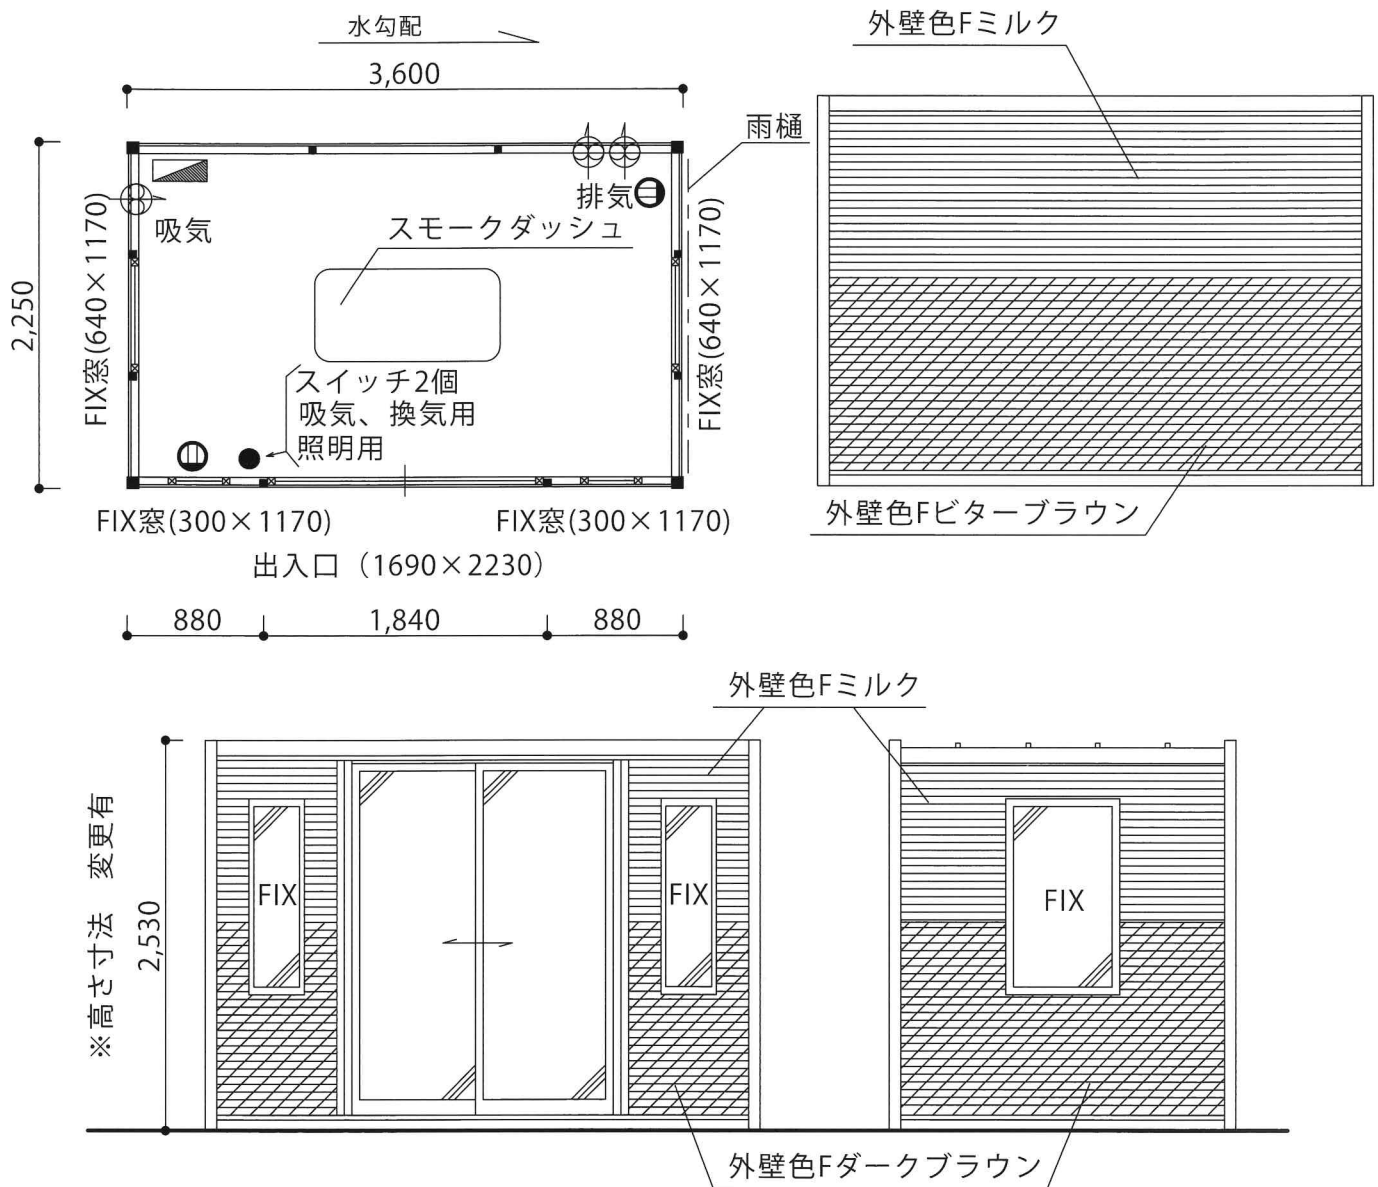 水勾配
外壁色Fミルク
3,600
雨樋
排気
吸気
スモークダッシュ
FIX窓(640×1170)
FIX窓(640×1170)
2,250
スイッチ2個
吸気、換気用
照明用
FIX窓(300×1170)
FIX窓(300×1170)
外壁色Fビターブラウン
出入口（1690×2230）
880
1,840
880
外壁色Fミルク
※高さ寸法　変更有
2,530
FIX
FIX
FIX
外壁色Fダークブラウン